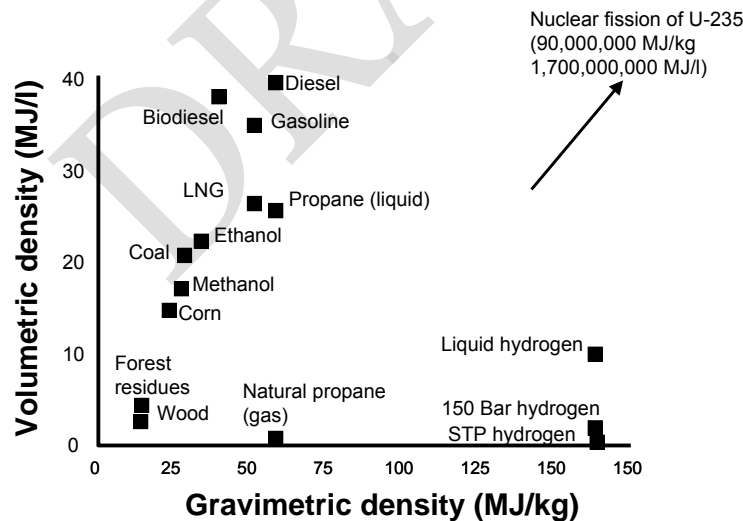 Nuclear fission of U-235
(90,000,000 MJ/kg
1,700,000,000 MJ/l)
Volumetric density (MJ/l)
40
30
20
10
0
Diesel
Biodiesel
Gasoline
LNG
Propane (liquid)
Ethanol
Coal
Methanol
Corn
Liquid hydrogen
Forest
residues
Wood
Natural propane
(gas)
150 Bar hydrogen
STP hydrogen
0 25 50 75 100 125 150 150
Gravimetric density (MJ/kg)
DRA